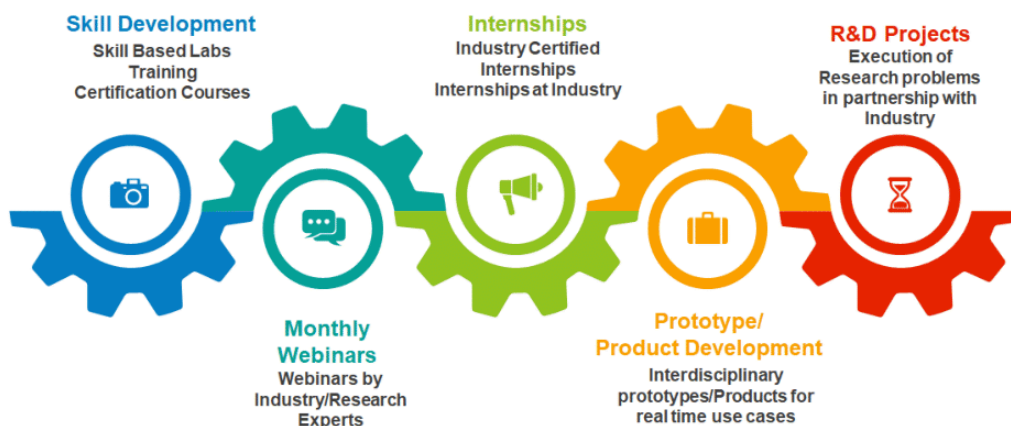 Skill Development
Skill Based Labs
Training
Certification Courses
Monthly
Webinars
Webinars by
Industry/Research
Experts
Internships
Industry Certified
Internships
Internships at Industry
Prototype/
Product Development
Interdisciplinary
prototypes/Products for
real time use cases
R&D Projects
Execution of
Research problems
in partnership with
Industry